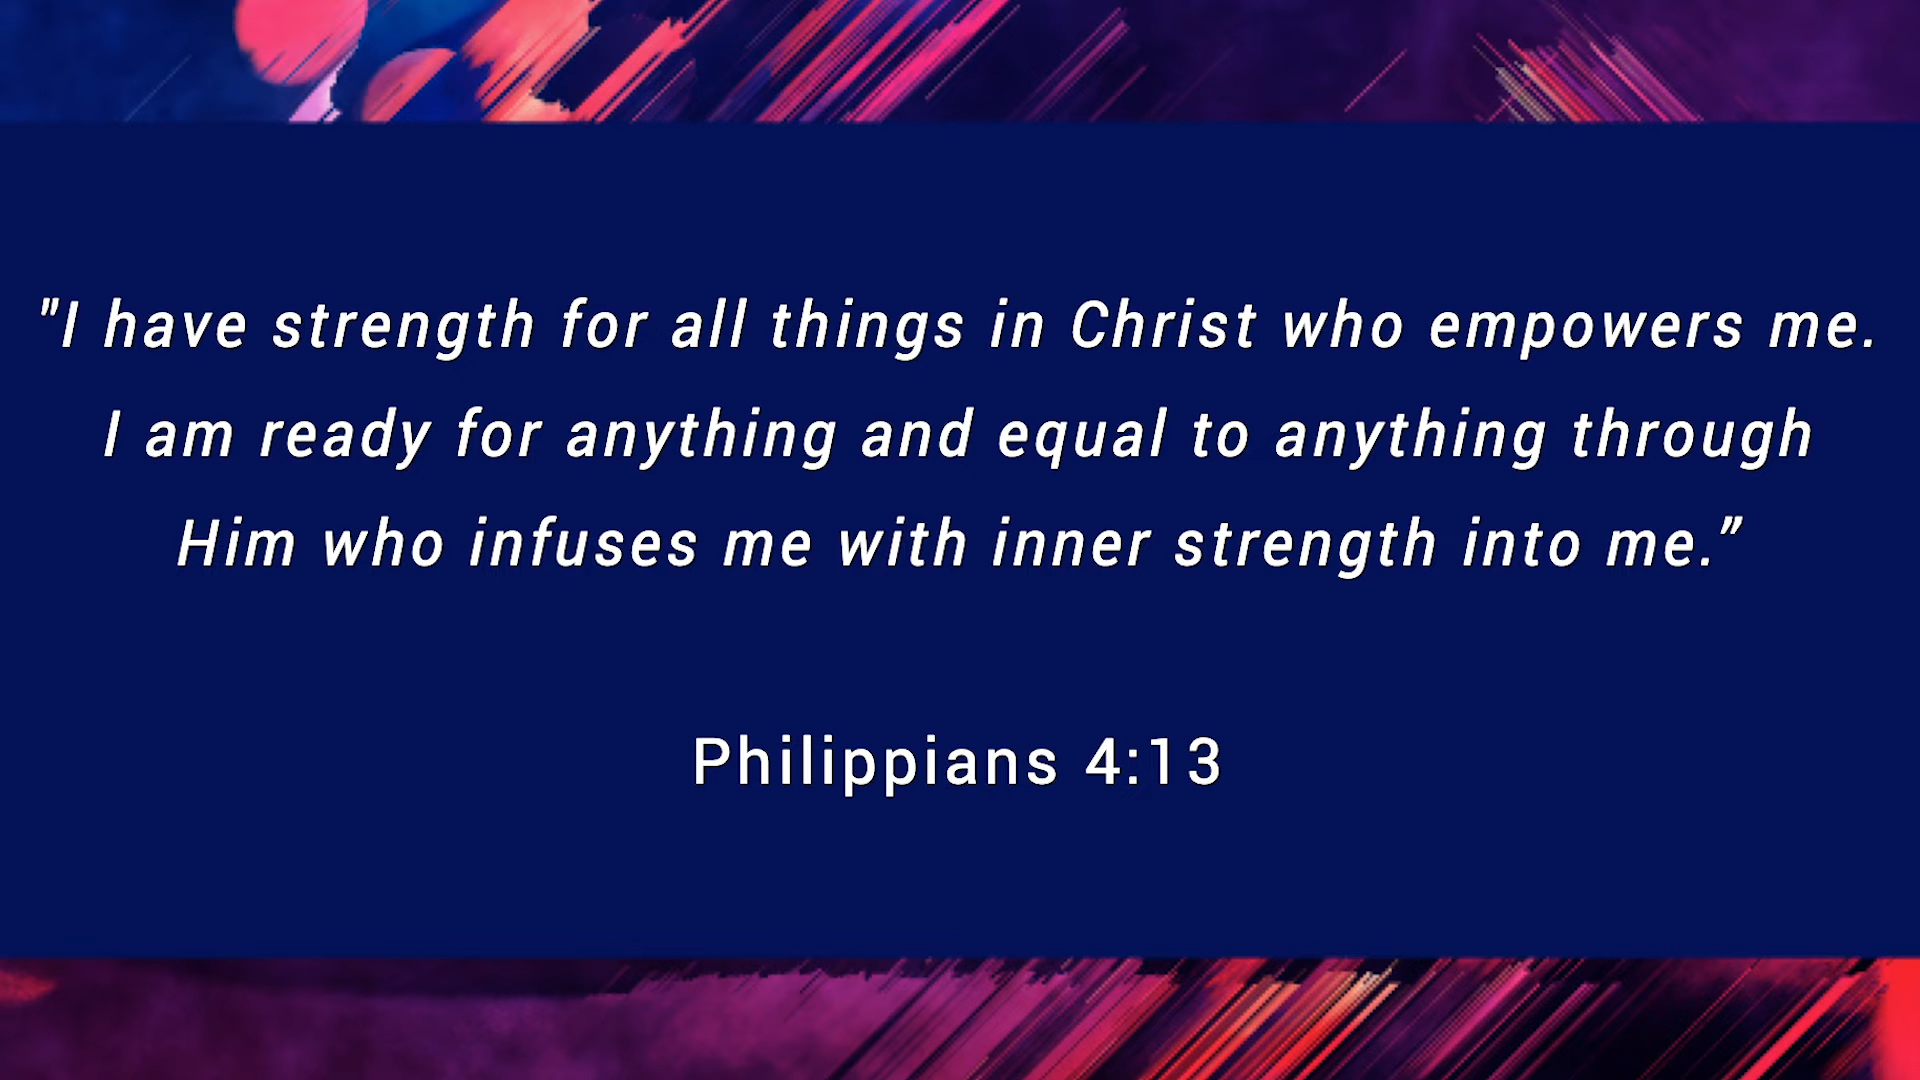 "I have strength for all things in Christ who empowers me.
I am ready for anything and equal to anything through
Him who infuses me with inner strength into me.”
Philippians 4:13